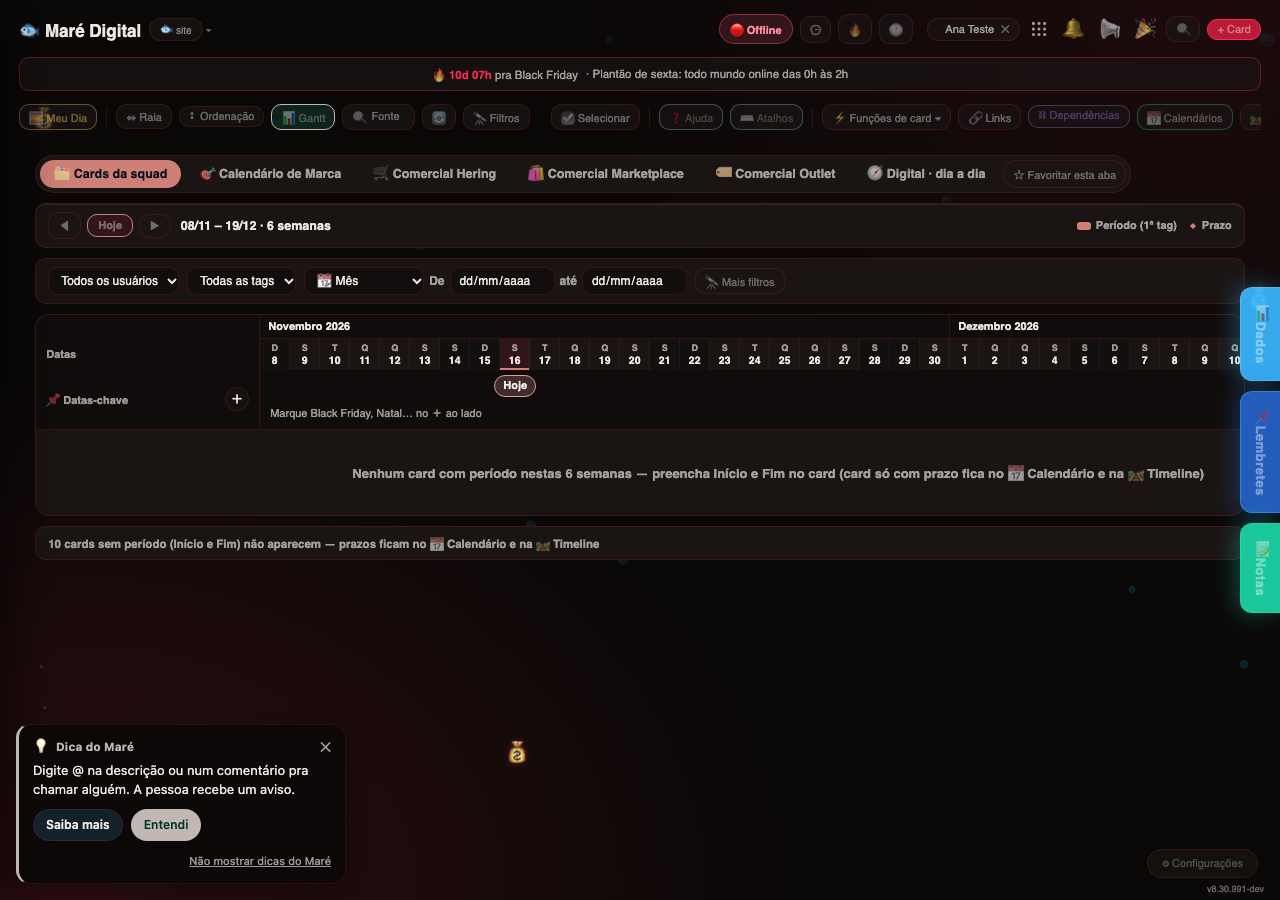 Maré Digital
site
Offline
Ana Teste
+ Card
10d 07h pra Black Friday · Plantão de sexta: todo mundo online das 0h às 2h
Meu Dia
Raia
Ordenação
Gantt
Fonte
Filtros
Selecionar
Ajuda
Atalhos
Funções de card
Links
Dependências
Calendários
Cards da squad
Calendário de Marca
Comercial Hering
Comercial Marketplace
Comercial Outlet
Digital · dia a dia
☆ Favoritar esta aba
◀ Hoje ▶ 08/11 – 19/12 · 6 semanas
Período (1ª tag)
Prazo
Todos os usuários
Todas as tags
Mês
De dd/mm/aaaa até dd/mm/aaaa
Mais filtros
Datas
Novembro 2026
Dezembro 2026
D S T Q Q S S D S T Q Q S S D S T Q Q S S D S T Q Q S S D S T Q Q
8 9 10 11 12 13 14 15 16 17 18 19 20 21 22 23 24 25 26 27 28 29 30 1 2 3 4 5 6 7 8 9 10
Hoje
Datas-chave +
Marque Black Friday, Natal... no + ao lado
Nenhum card com período nestas 6 semanas — preencha Início e Fim no card (card só com prazo fica no 📅 Calendário e na Timeline)
10 cards sem período (Início e Fim) não aparecem — prazos ficam no 📅 Calendário e na Timeline
Dados
Lembretes
Notas
Dica do Maré
Digite @ na descrição ou num comentário pra
chamar alguém. A pessoa recebe um aviso.
Saiba mais
Entendi
Não mostrar dicas do Maré
Configurações
v8.30.991-dev